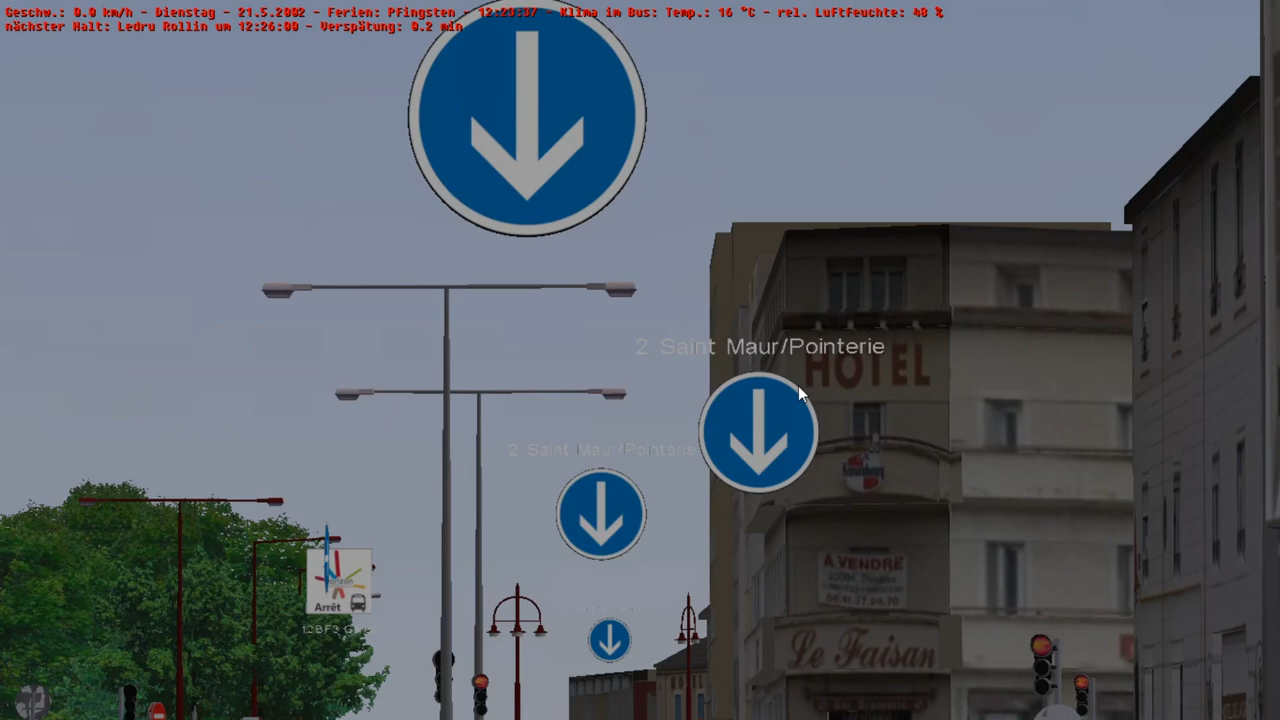 Geschw.: 0.0 km/h - Dienstag - 21.5.2002 - Ferien: Pfingsten - 12:23:37 - Klima im Bus: Temp.: 16 °C - rel. Luftfeuchte: 40 %
nächster Halt: Ledru Rollin um 12:26:00 - Verspätung: 0.2 min
2 Saint Maur/Pointerie
HOTEL
2 Saint Maur/Pointerie
A VENDRE
Horizon
Arrêt
Le Faisan